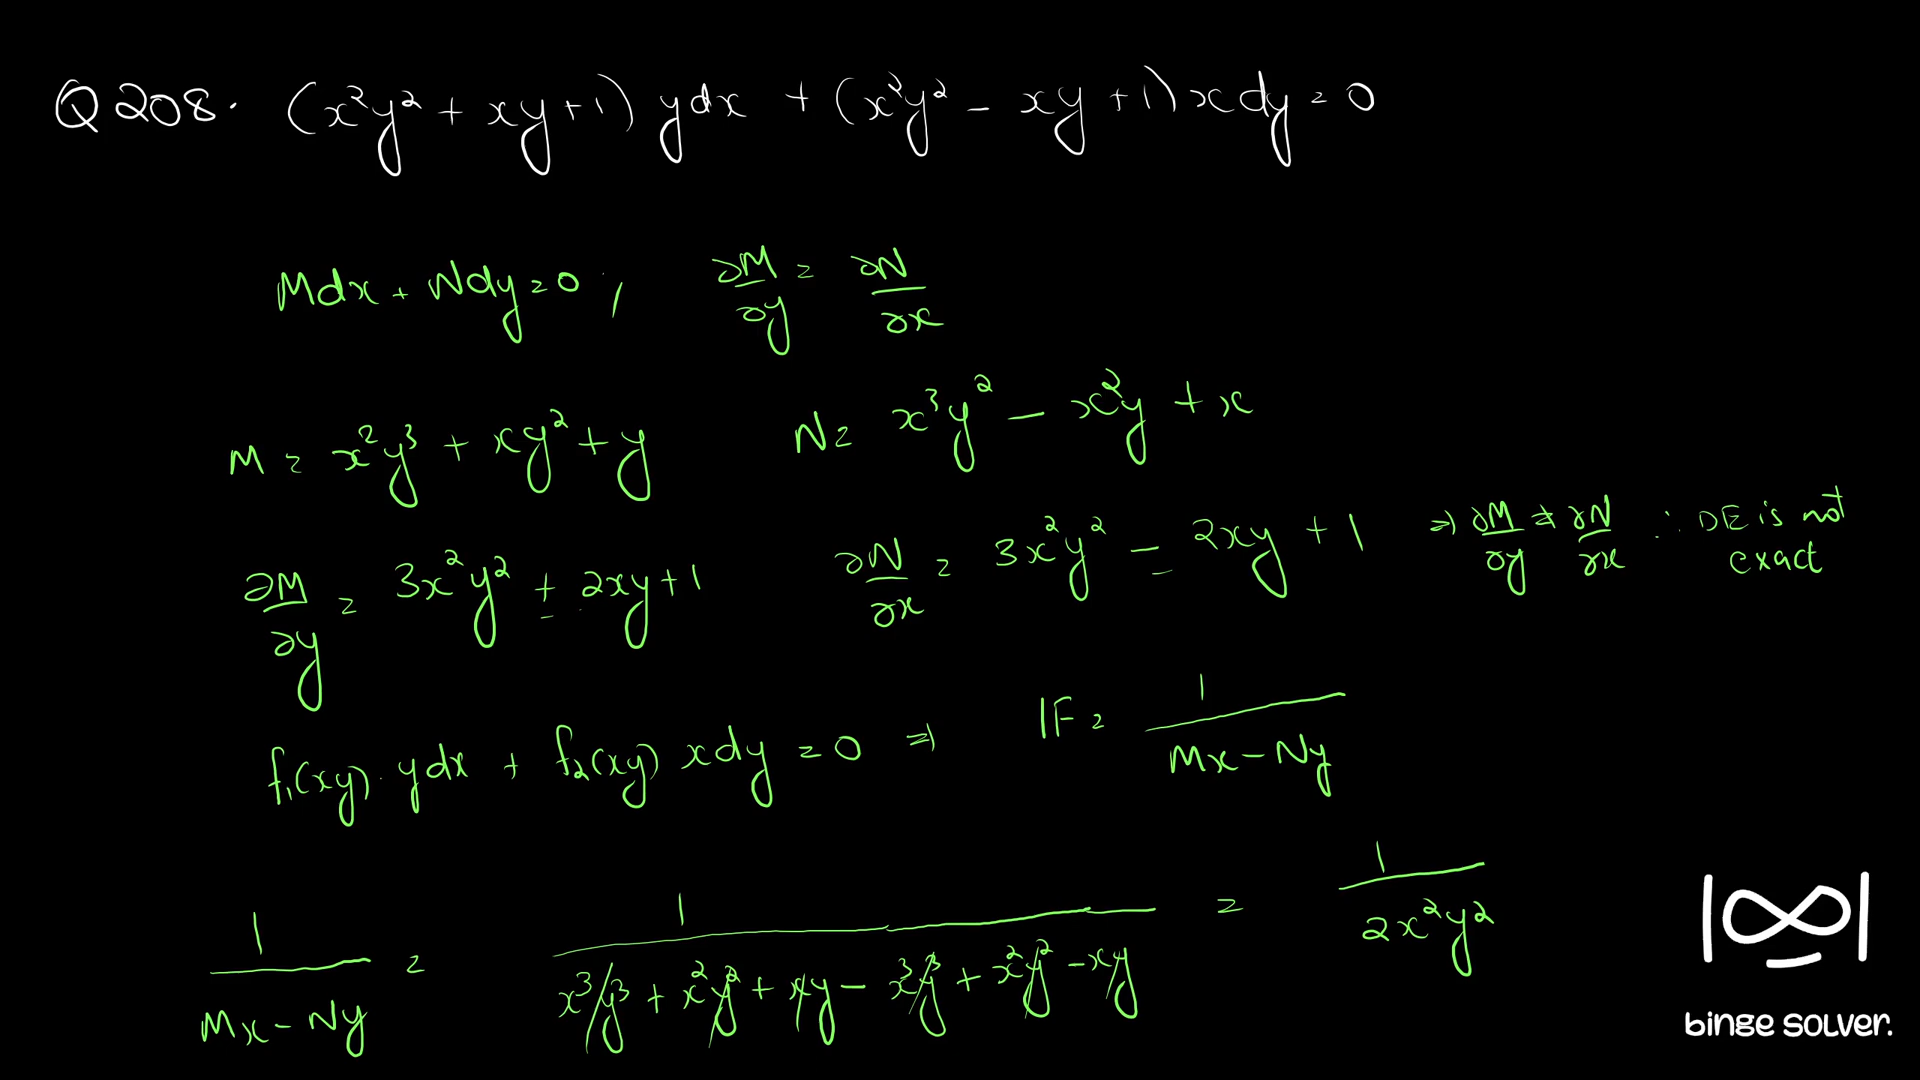 Q 208. (x²y² + xy + 1) ydx + (x²y² - xy + 1) xdy = 0
Mdx + Ndy = 0 , ∂M/∂y = ∂N/∂x
M = x²y³ + xy² + y N = x³y² - x²y + x
∂M/∂y = 3x²y² + 2xy + 1 ∂N/∂x = 3x²y² - 2xy + 1 ⇒ ∂M/∂y ≠ ∂N/∂x ∴ DE is not exact
f₁(xy). ydx + f₂(xy) xdy = 0 ⇒ IF = 1/(Mx - Ny)
1/(Mx - Ny) = 1/(x³y³ + x²y² + xy - x³y³ + x²y² - xy) = 1/(2x²y²)
binge solver.